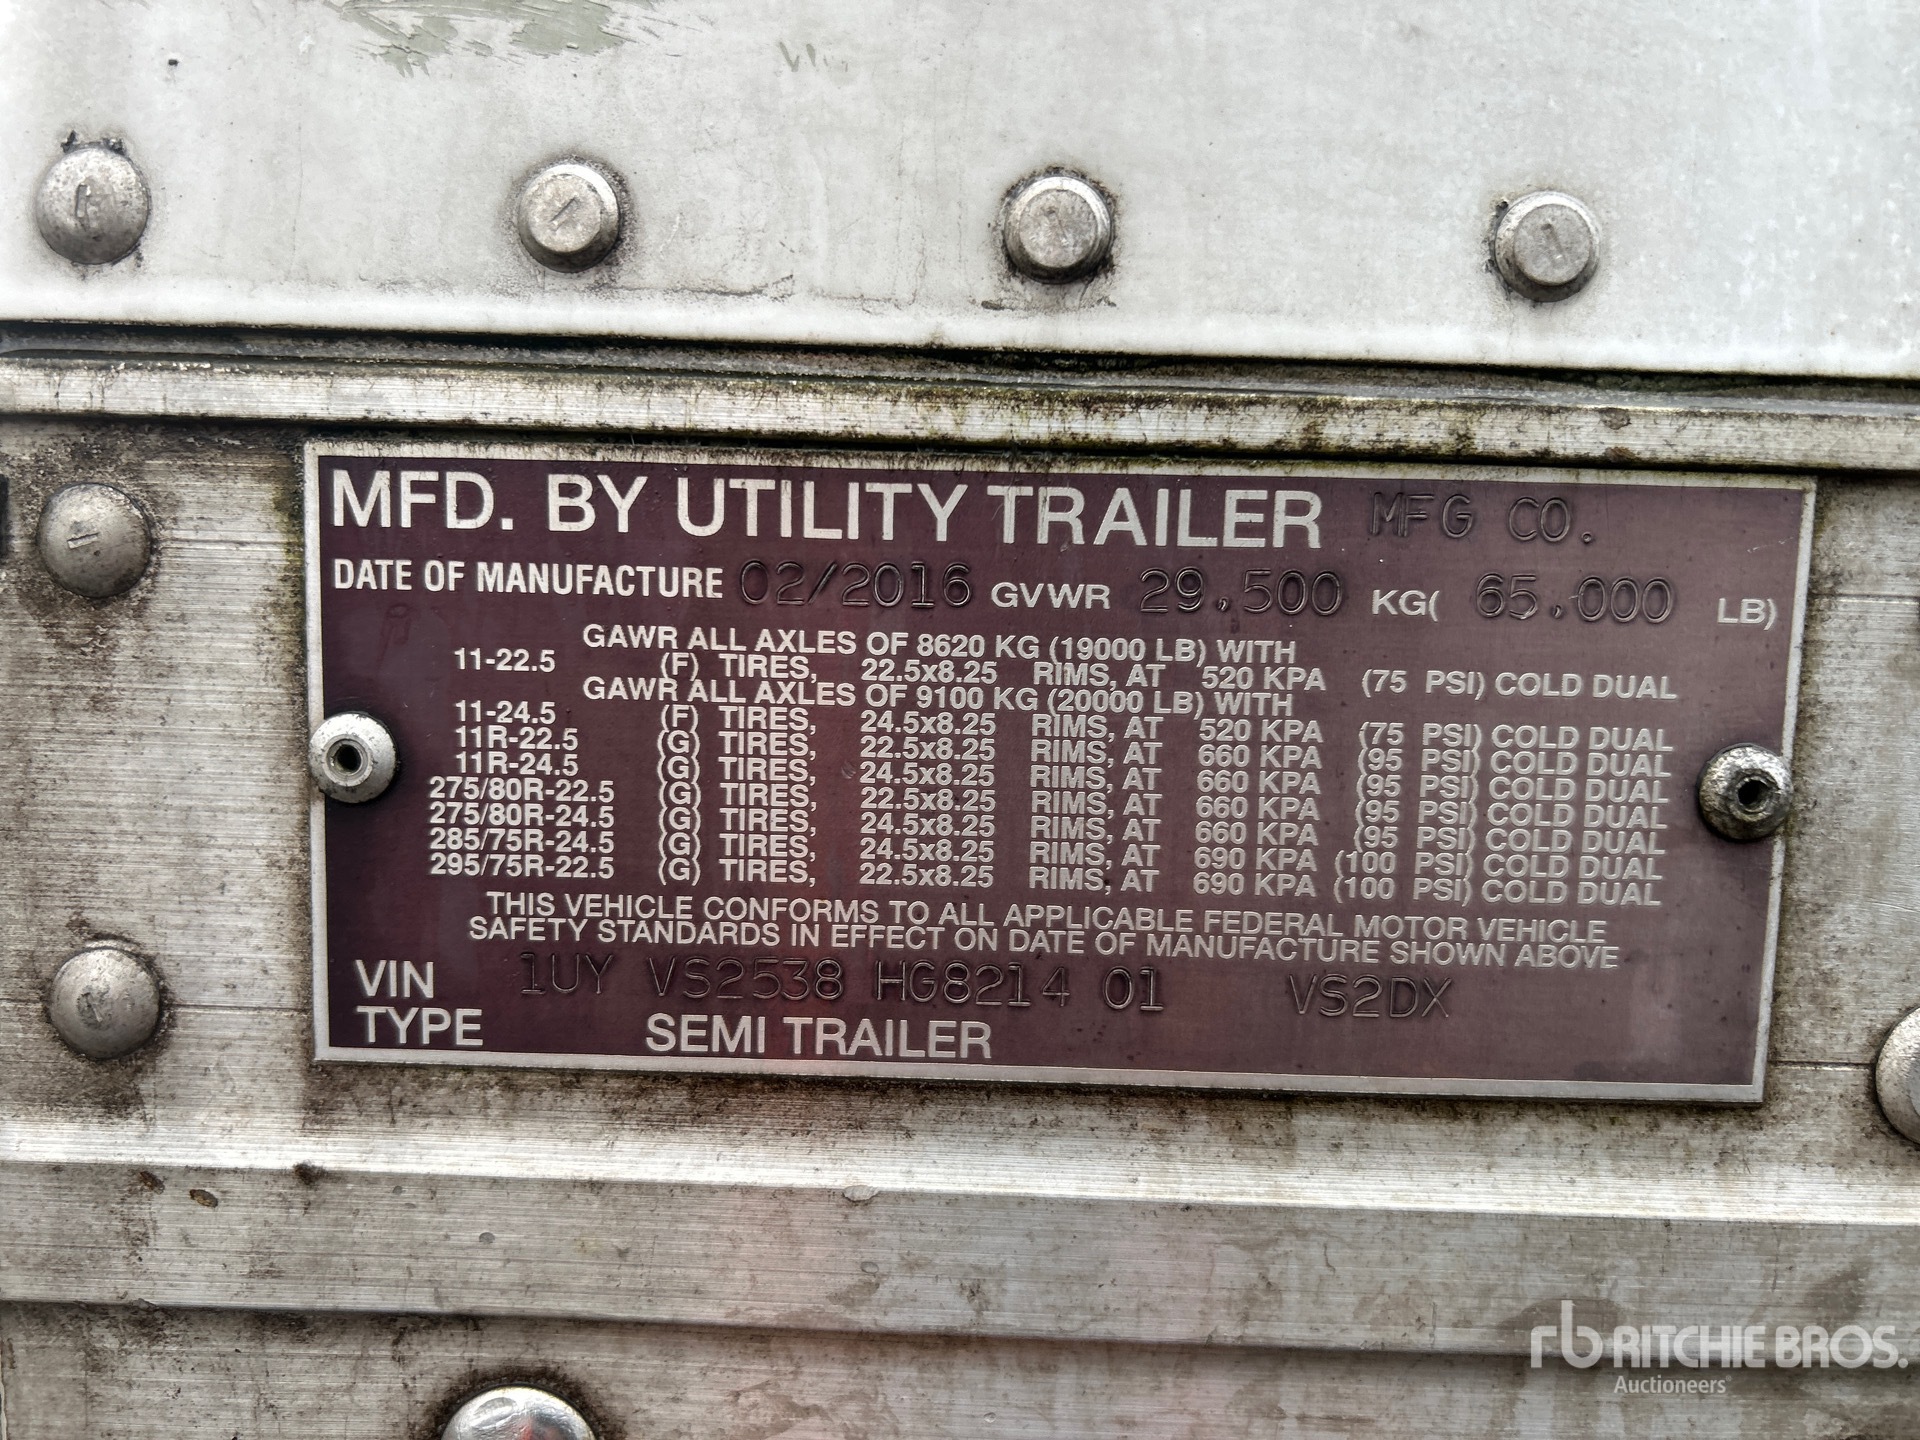 MFD. BY UTILITY TRAILER MFG CO.
DATE OF MANUFACTURE 02/2016 GVWR 29,500 KG( 65,000 LB)
GAWR ALL AXLES OF 8620 KG (19000 LB) WITH
11-22.5 (F) TIRES, 22.5x8.25 RIMS, AT 520 KPA (75 PSI) COLD DUAL
GAWR ALL AXLES OF 9100 KG (20000 LB) WITH
11-24.5 (F) TIRES, 24.5x8.25 RIMS, AT 520 KPA (75 PSI) COLD DUAL
11R-22.5 (G) TIRES, 22.5x8.25 RIMS, AT 660 KPA (95 PSI) COLD DUAL
11R-24.5 (G) TIRES, 24.5x8.25 RIMS, AT 660 KPA (95 PSI) COLD DUAL
275/80R-22.5 (G) TIRES, 22.5x8.25 RIMS, AT 660 KPA (95 PSI) COLD DUAL
275/80R-24.5 (G) TIRES, 24.5x8.25 RIMS, AT 660 KPA (95 PSI) COLD DUAL
285/75R-24.5 (G) TIRES, 24.5x8.25 RIMS, AT 690 KPA (100 PSI) COLD DUAL
295/75R-22.5 (G) TIRES, 22.5x8.25 RIMS, AT 690 KPA (100 PSI) COLD DUAL
THIS VEHICLE CONFORMS TO ALL APPLICABLE FEDERAL MOTOR VEHICLE
SAFETY STANDARDS IN EFFECT ON DATE OF MANUFACTURE SHOWN ABOVE
VIN 1UY VS2538 HG8214 01 VS2DX
TYPE SEMI TRAILER
rb RITCHIE BROS.
Auctioneers